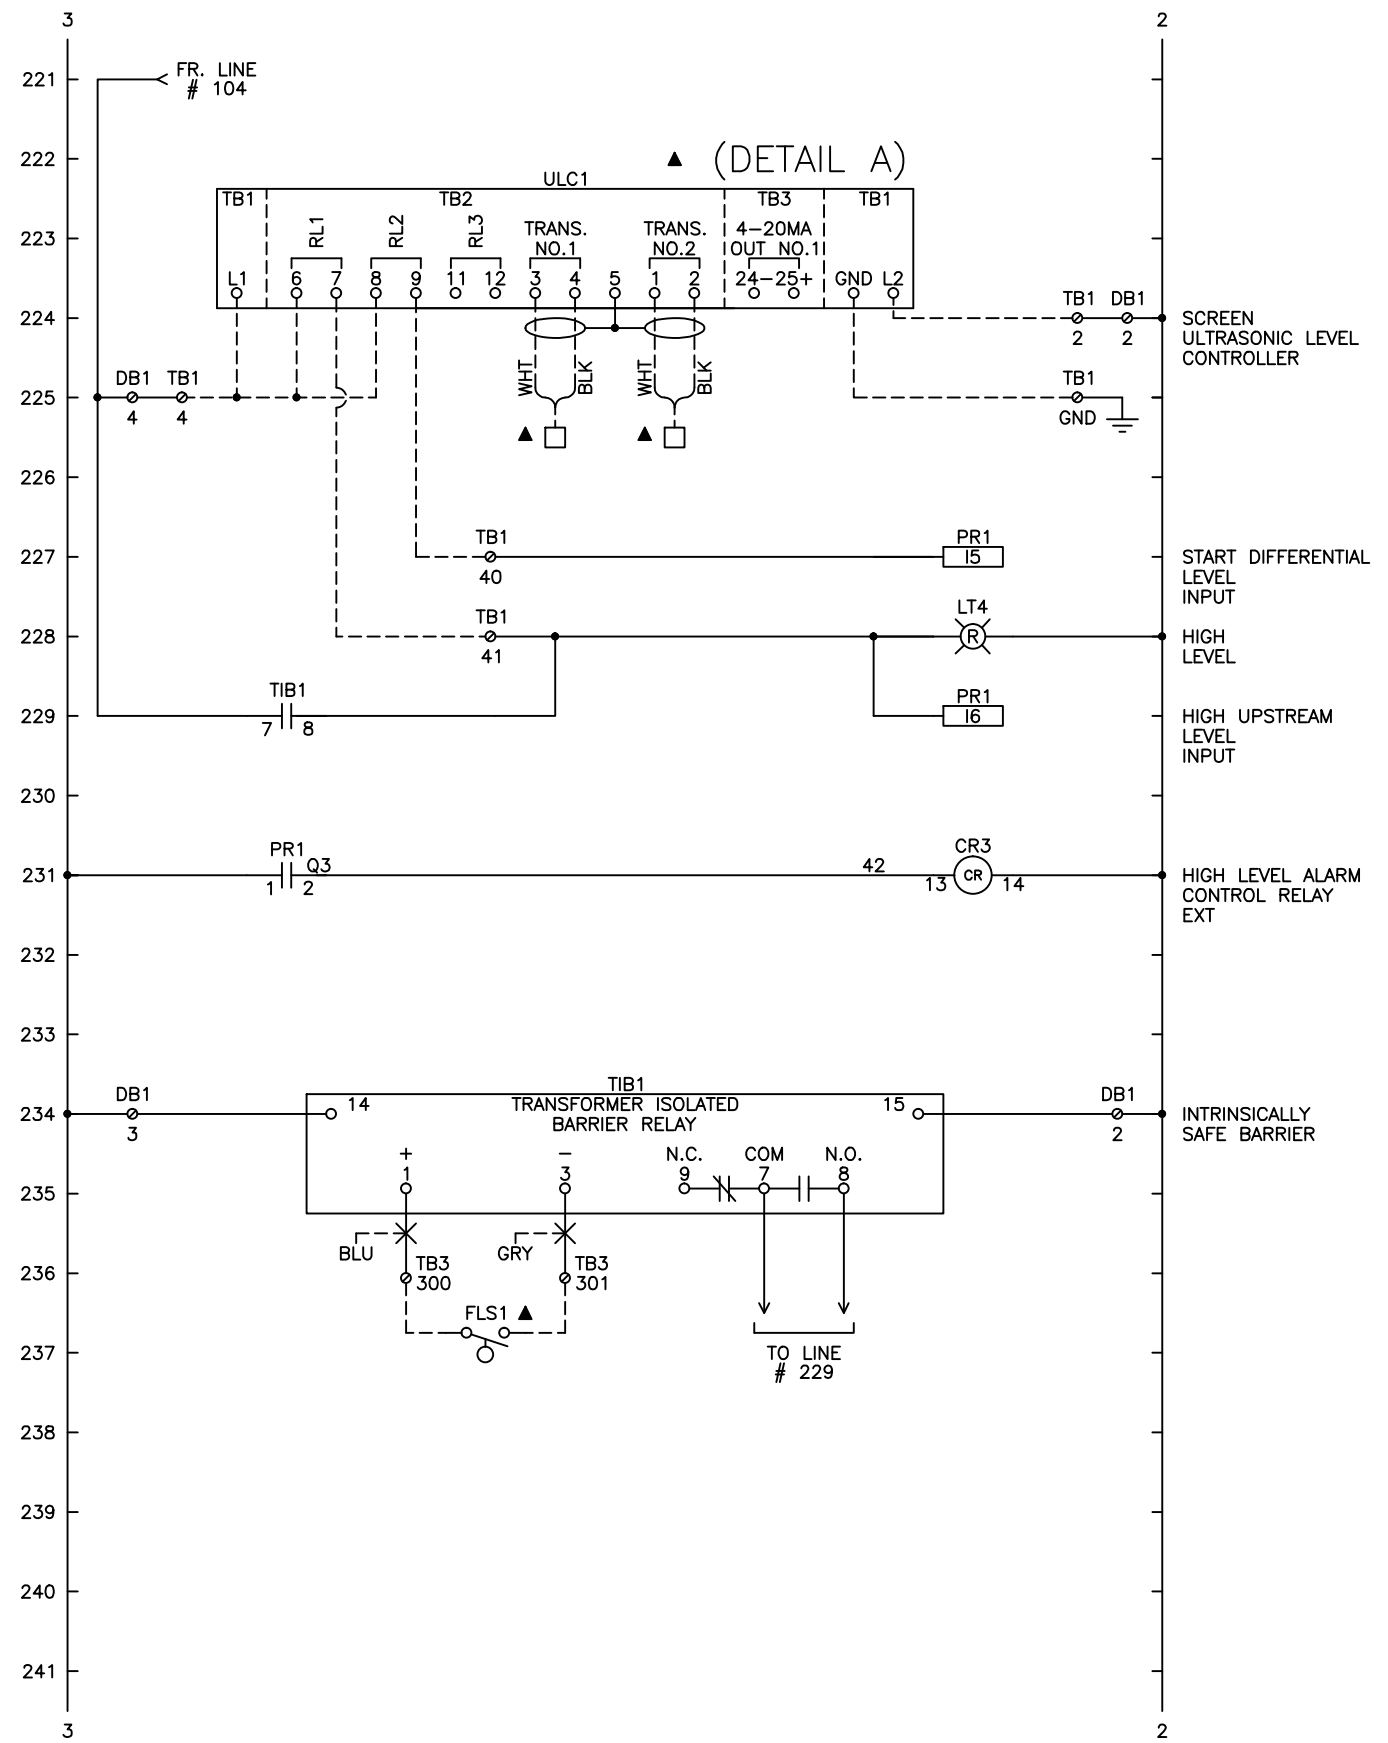 3
2
221
FR. LINE
# 104
222
(DETAIL A)
ULC1
TB1
TB2
TB3
TB1
223
RL1
RL2
RL3
TRANS.
NO.1
TRANS.
NO.2
4-20MA
OUT NO.1
L1
6
7
8
9
11
12
3
4
5
1
2
24-
25+
GND
L2
224
TB1
2
DB1
2
SCREEN
ULTRASONIC LEVEL
CONTROLLER
WHT
BLK
WHT
BLK
225
DB1
4
TB1
4
TB1
GND
226
227
TB1
40
PR1
I5
START DIFFERENTIAL
LEVEL
INPUT
228
TB1
41
LT4
R
HIGH
LEVEL
229
TIB1
7
8
PR1
I6
HIGH UPSTREAM
LEVEL
INPUT
230
231
PR1
Q3
1
2
42
CR3
13
CR
14
HIGH LEVEL ALARM
CONTROL RELAY
EXT
232
233
234
DB1
3
TIB1
14
TRANSFORMER ISOLATED
BARRIER RELAY
15
DB1
2
INTRINSICALLY
SAFE BARRIER
235
+
1
-
3
N.C.
9
COM
7
N.O.
8
BLU
GRY
236
TB3
300
TB3
301
FLS1
237
TO LINE
# 229
238
239
240
241
3
2